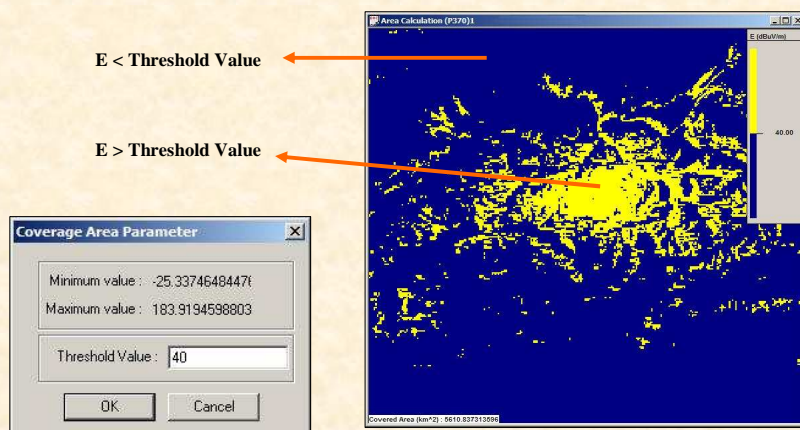 E < Threshold Value
E > Threshold Value
Area Calculation (P370)1
E (dBuV/m)
40.00
Covered Area (km^2) : 5610.837313596
Coverage Area Parameter
Minimum value : -25.3374648447
Maximum value : 183.9194598803
Threshold Value : 40
OK Cancel